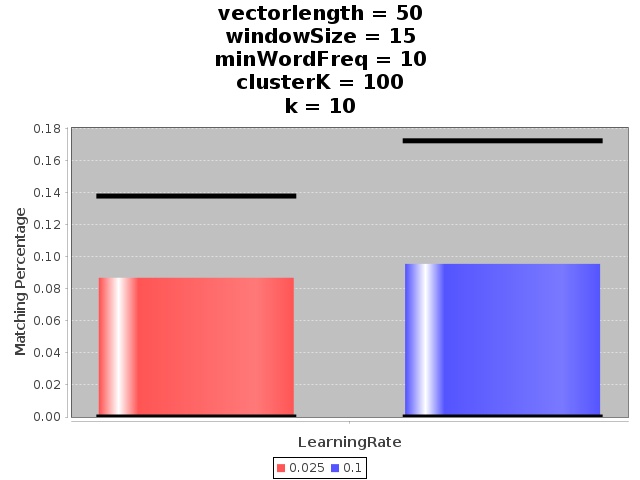 vectorlength = 50
windowSize = 15
minWordFreq = 10
clusterK = 100
k = 10
0.18
0.16
0.14
0.12
0.10
0.08
0.06
0.04
0.02
0.00
Matching Percentage
LearningRate
0.025 0.1